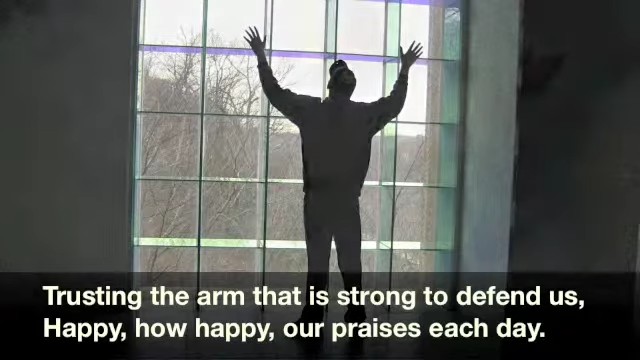 Trusting the arm that is strong to defend us,
Happy, how happy, our praises each day.